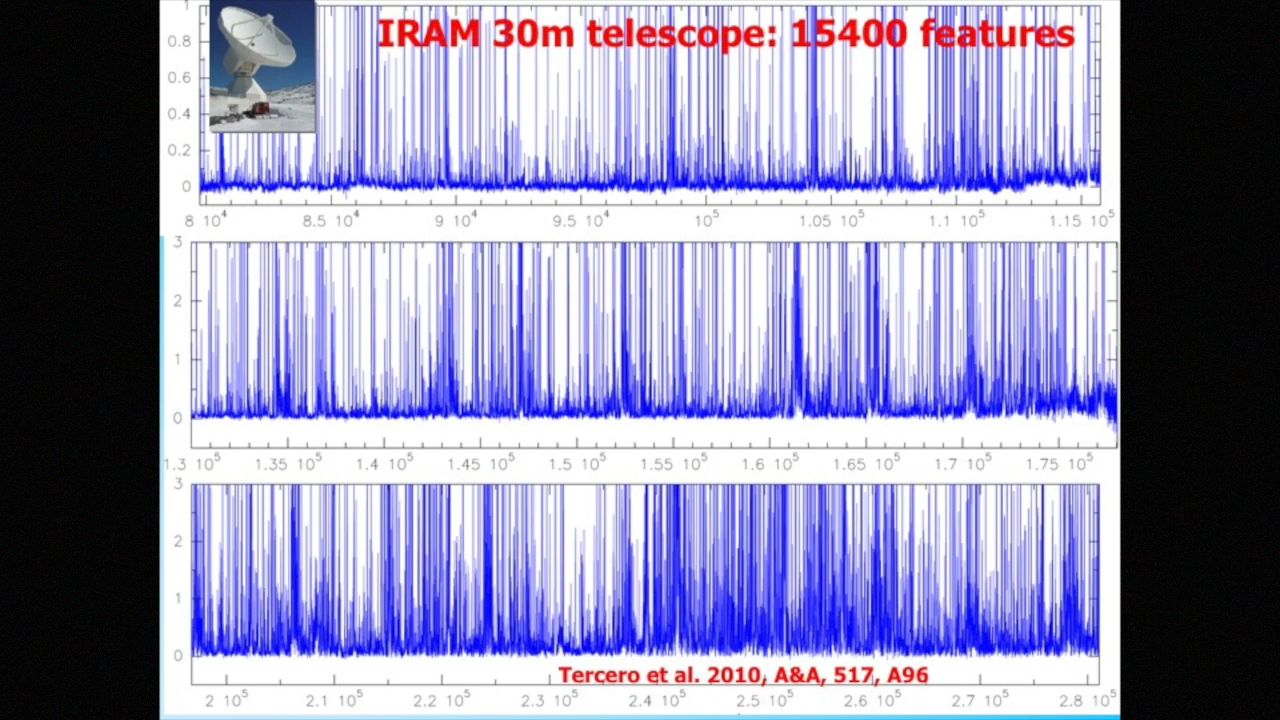 IRAM 30m telescope: 15400 features
1
0.8
0.6
0.4
0.2
0
8 10⁴ 8.5 10⁴ 9 10⁴ 9.5 10⁴ 10⁵ 1.05 10⁵ 1.1 10⁵ 1.15 10⁵
3
2
1
0
1.3 10⁵ 1.35 10⁵ 1.4 10⁵ 1.45 10⁵ 1.5 10⁵ 1.55 10⁵ 1.6 10⁵ 1.65 10⁵ 1.7 10⁵ 1.75 10⁵
3
2
1
0
Tercero et al. 2010, A&A, 517, A96
2 10⁵ 2.1 10⁵ 2.2 10⁵ 2.3 10⁵ 2.4 10⁵ 2.5 10⁵ 2.6 10⁵ 2.7 10⁵ 2.8 10⁵